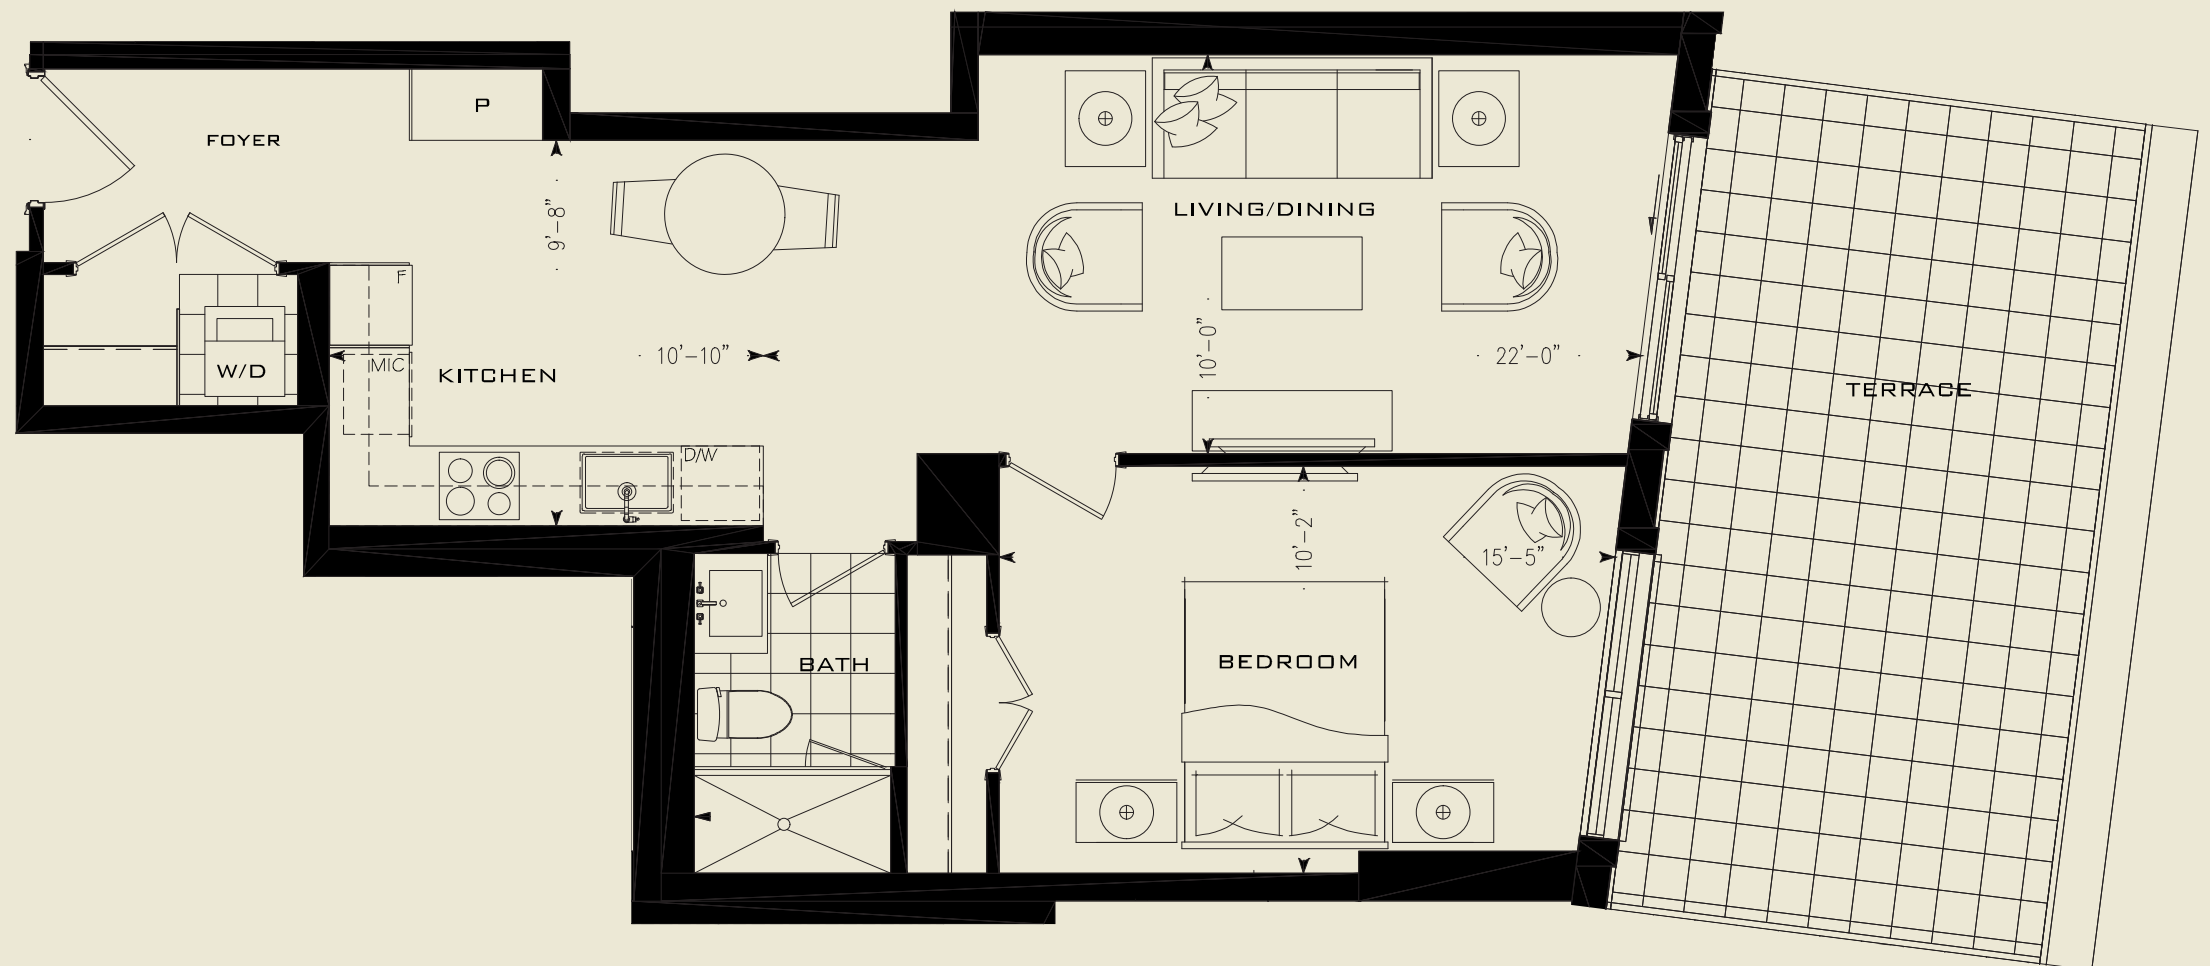 P
FOYER
LIVING/DINING
9'-8"
F
10'-0"
10'-10"
22'-0"
MIC
W/D
KITCHEN
TERRACE
D/W
10'-2"
15'-5"
BATH
BEDROOM